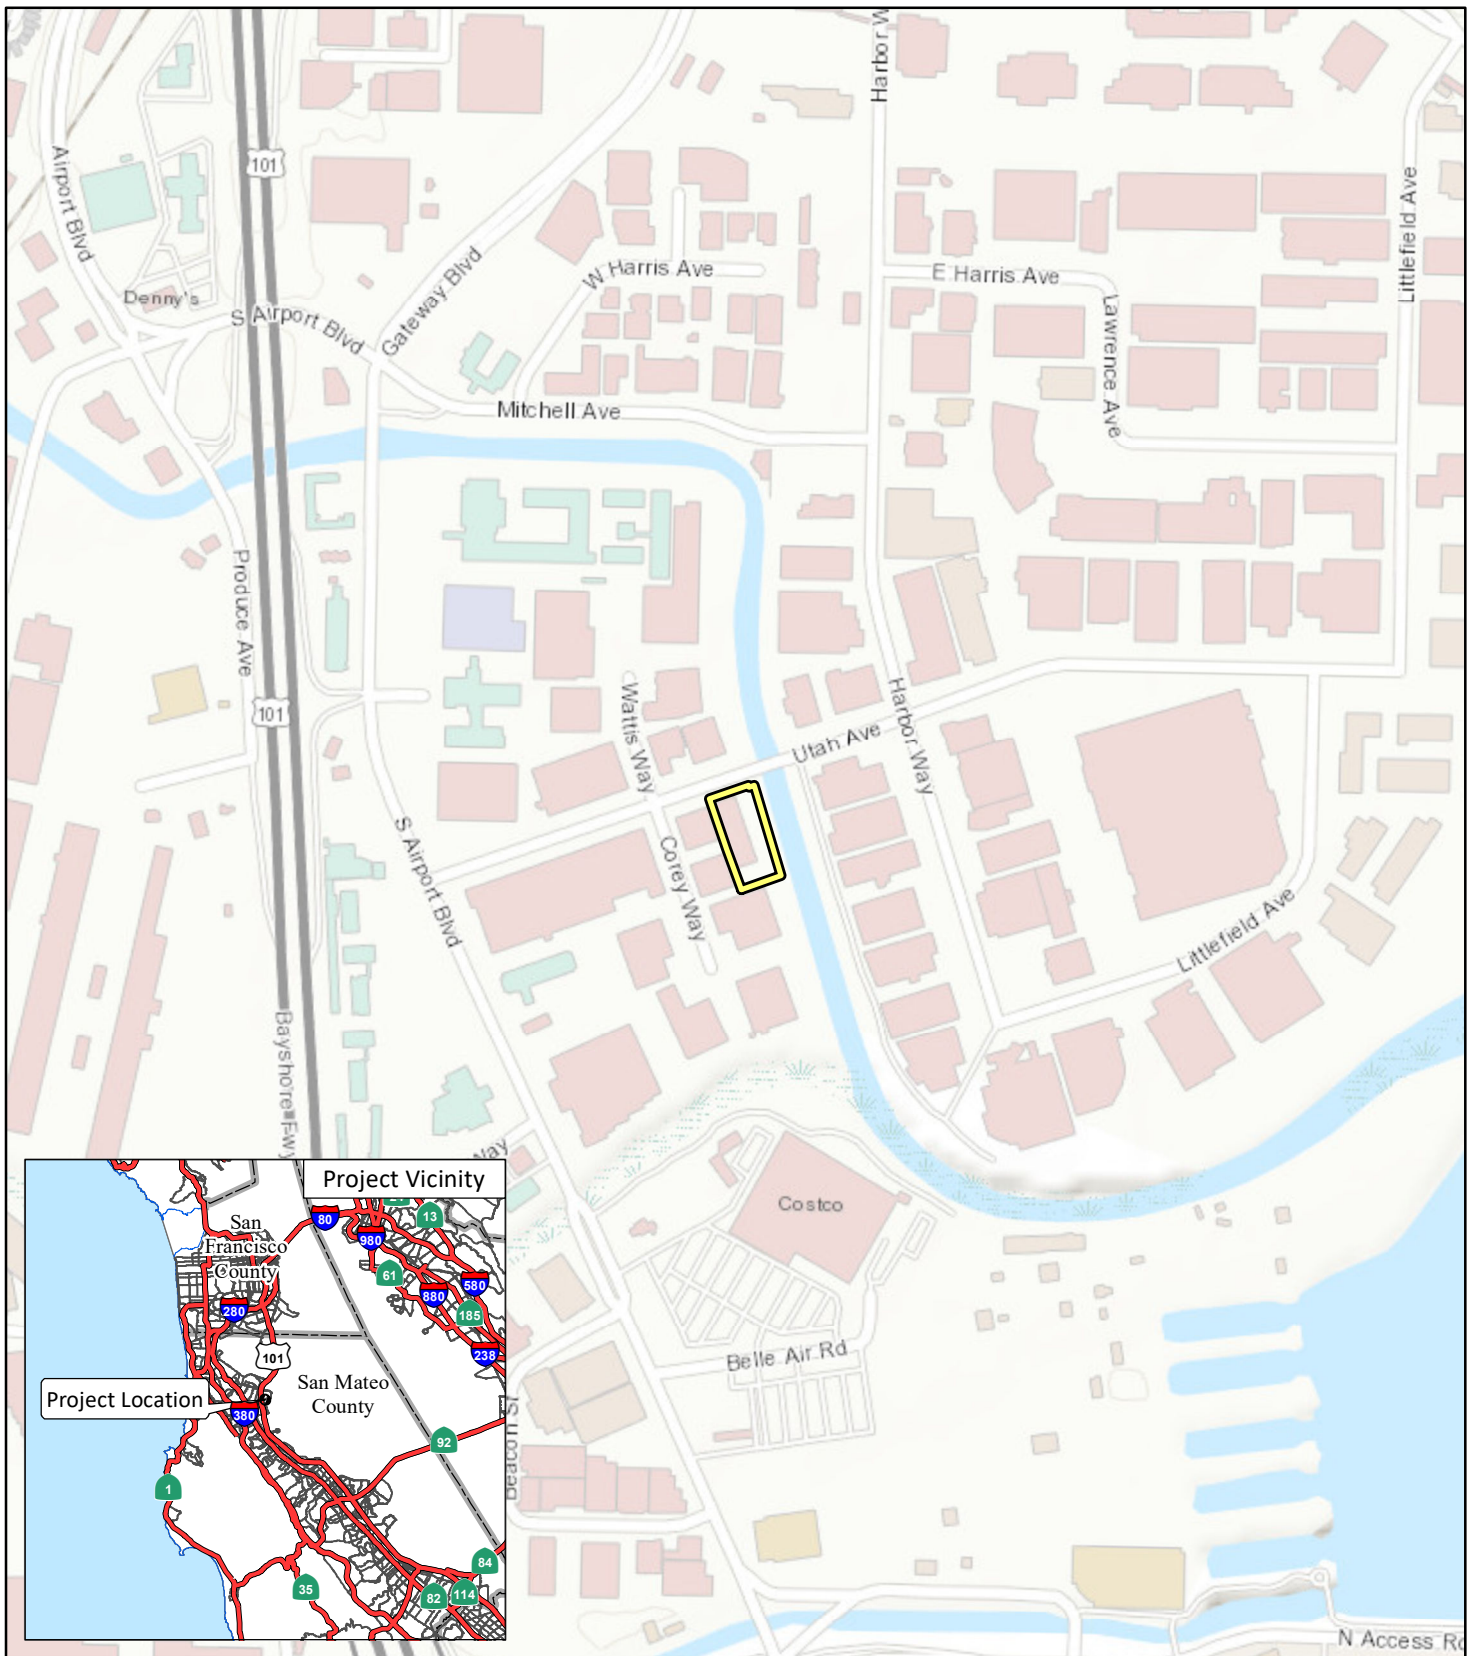 Harbor W
Airport Blvd
101
Littlefield Ave
W Harris Ave
E Harris Ave
Gateway Blvd
Denny's
S Airport Blvd
Lawrence Ave
Mitchell Ave
Produce Ave
101
Wattis Way
Harbor Way
Utah Ave
S Airport Blvd
Corey Way
Littlefield Ave
Bayshore Fwy
Way
Costco
Belle Air Rd
Beacon St
N Access Rd
Project Vicinity
80
13
San
Francisco
County
980
61
880
580
280
185
238
101
San Mateo
County
Project Location
380
92
1
84
35
82
114